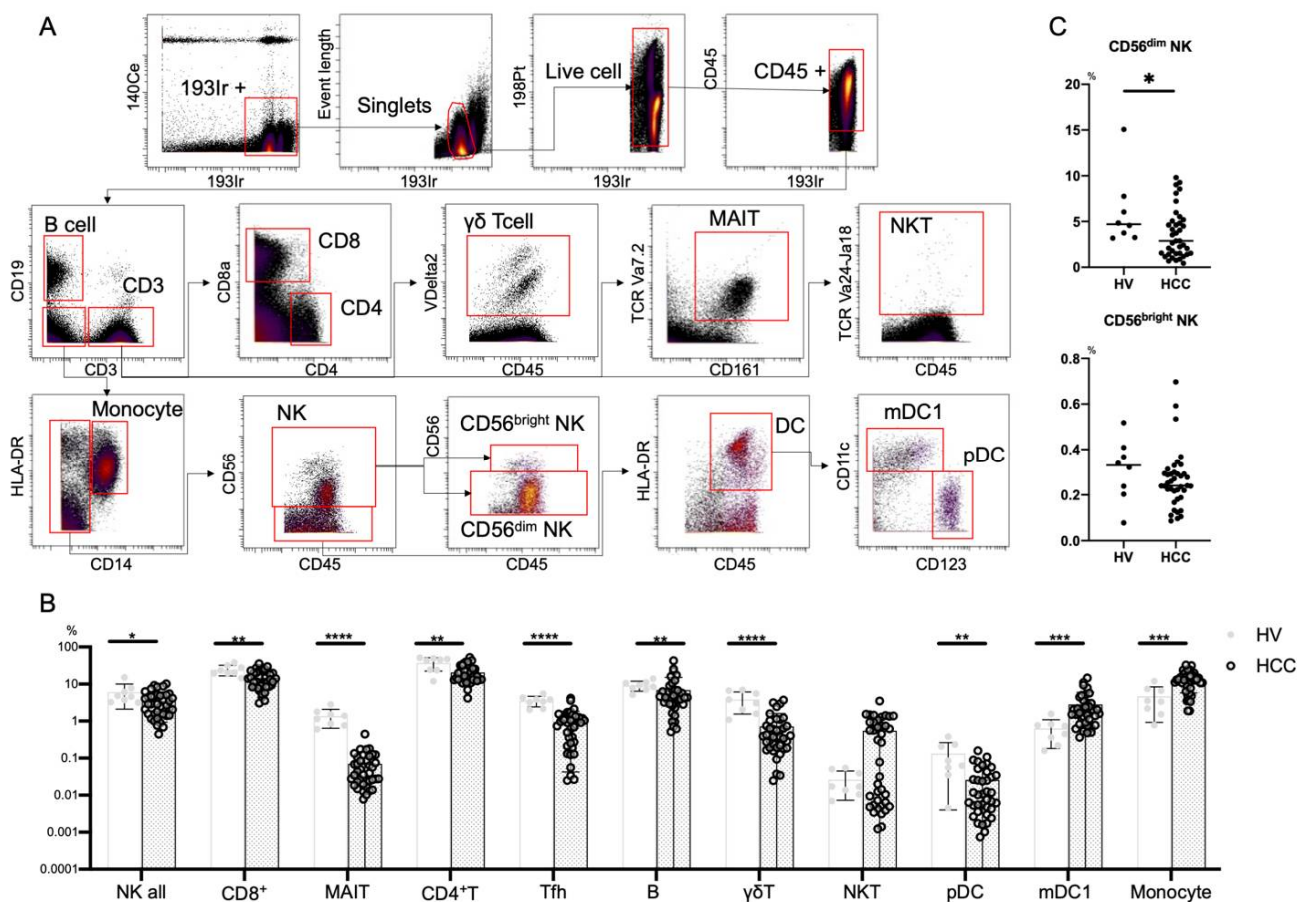 A
140Ce
193Ir +
193Ir
Event length
Singlets
193Ir
198Pt
Live cell
193Ir
CD45
CD45 +
193Ir
CD19
B cell
CD3
CD3
CD8a
CD8
CD4
CD4
VDelta2
γδ Tcell
CD45
TCR Va7.2
MAIT
CD161
TCR Va24-Ja18
NKT
CD45
HLA-DR
Monocyte
CD14
CD56
NK
CD45
CD56
CD56bright NK
CD56dim NK
CD45
HLA-DR
DC
CD45
CD11c
mDC1
pDC
CD123
C
CD56dim NK
%
*
20
15
10
5
0
HV HCC
CD56bright NK
%
0.8
0.6
0.4
0.2
0.0
HV HCC
B
%
* ** **** ** **** ** **** ** *** ***
100
10
1
0.1
0.01
0.001
0.0001
NK all CD8+ MAIT CD4+T Tfh B γδT NKT pDC mDC1 Monocyte
HV
HCC